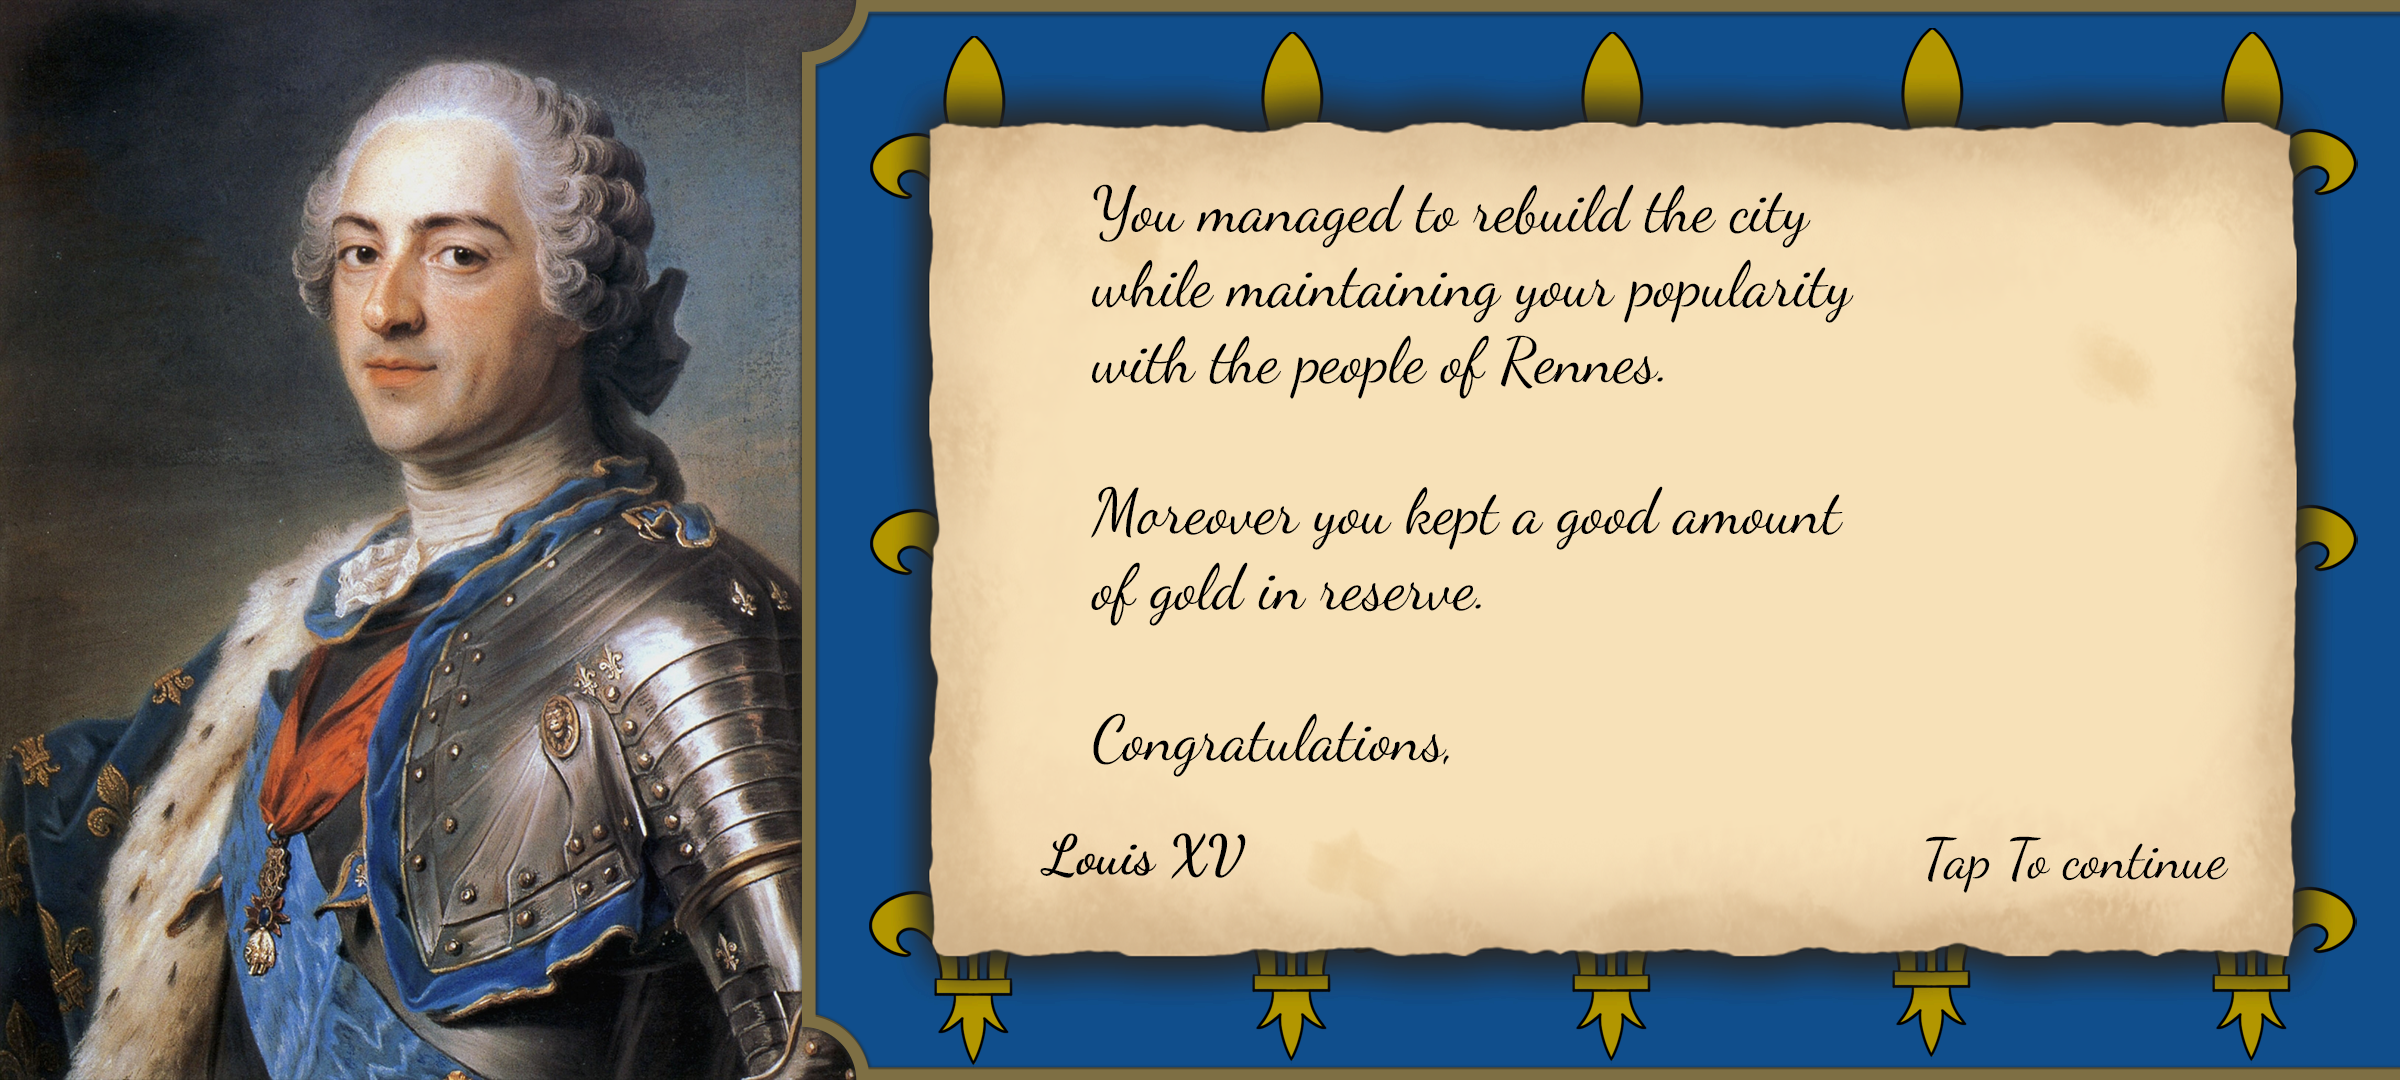 You managed to rebuild the city
while maintaining your popularity
with the people of Rennes.
Moreover you kept a good amount
of gold in reserve.
Congratulations,
Louis XV
Tap To continue